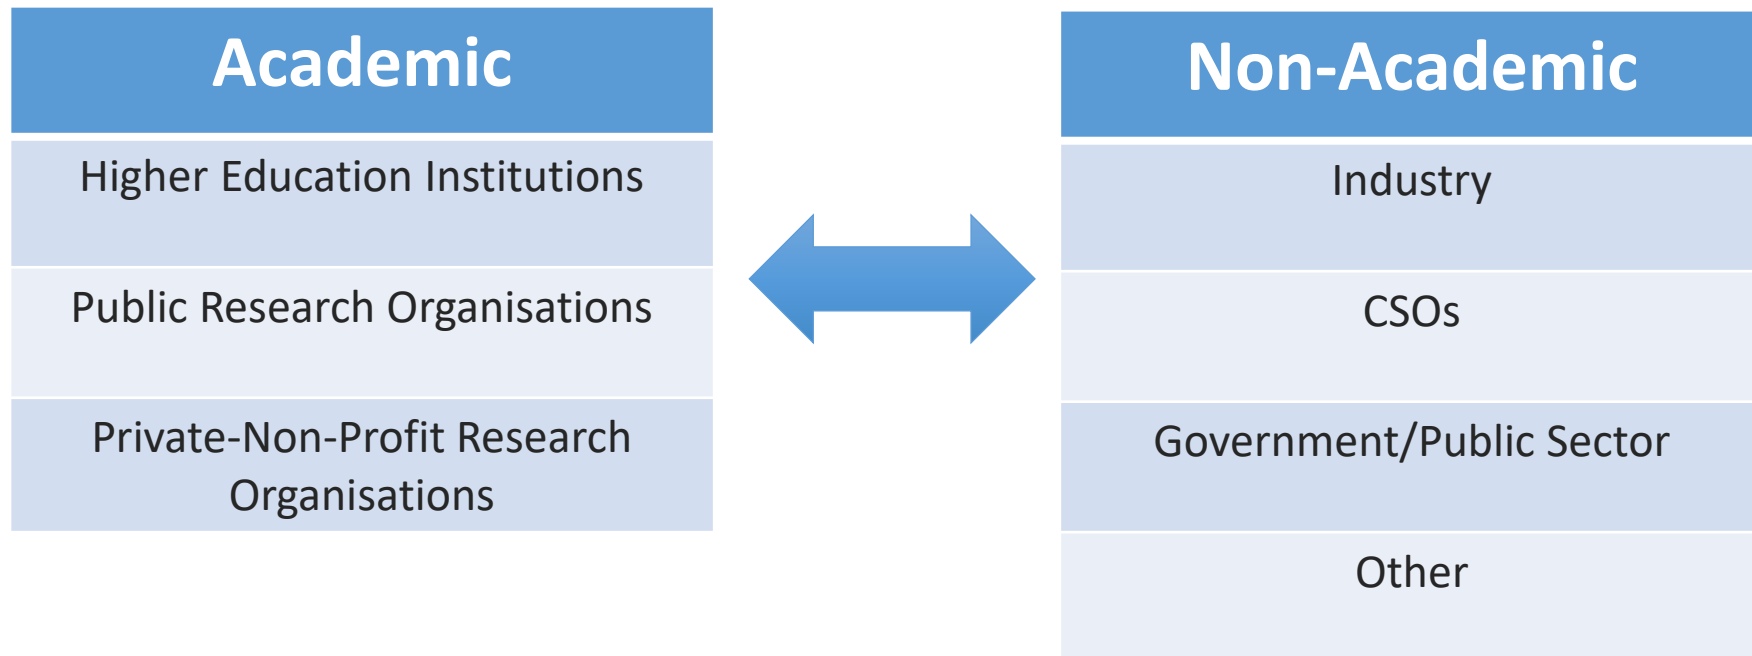 Academic
Higher Education Institutions
Public Research Organisations
Private-Non-Profit Research
Organisations
Non-Academic
Industry
CSOs
Government/Public Sector
Other